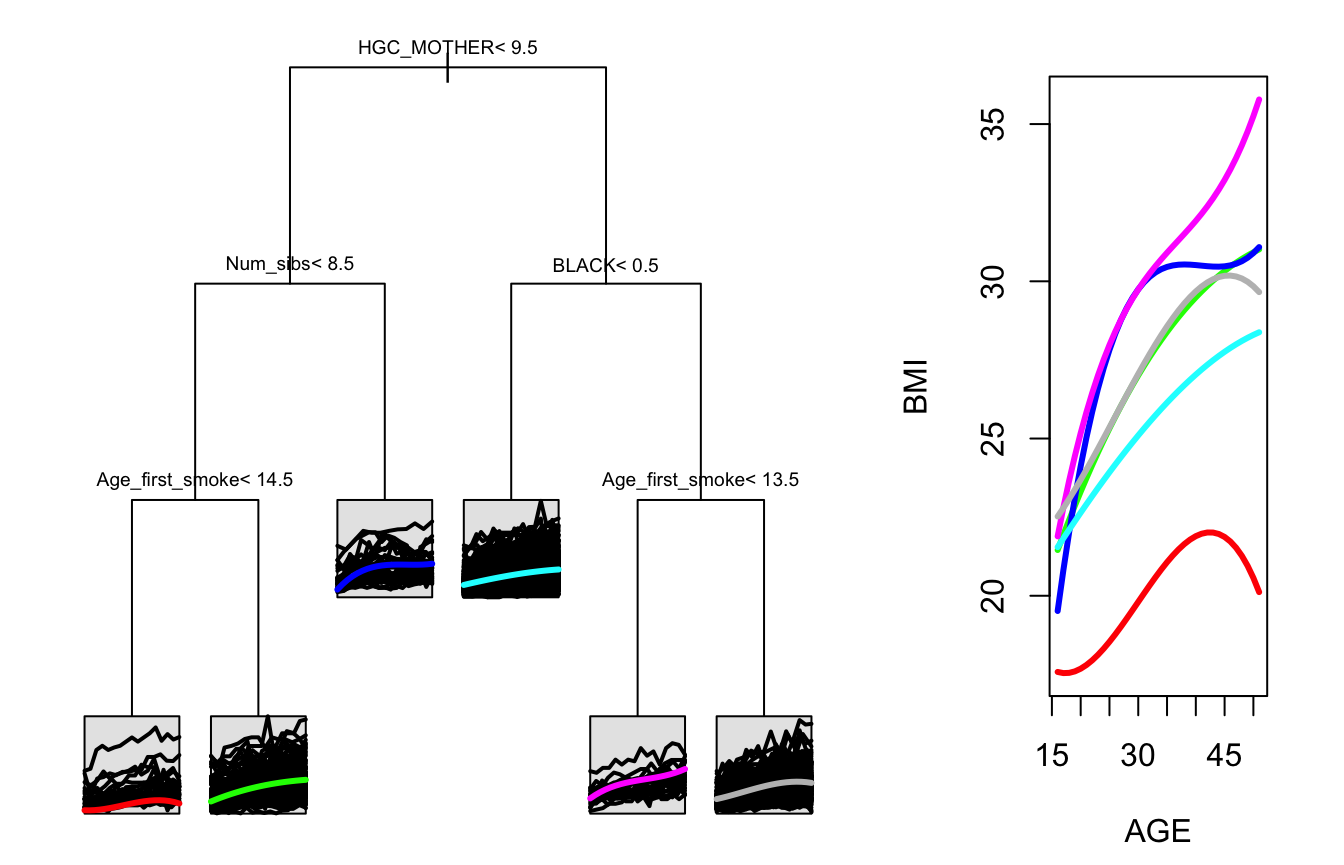 HGC_MOTHER< 9.5
Num_sibs< 8.5
BLACK< 0.5
Age_first_smoke< 14.5
Age_first_smoke< 13.5
35
30
25
20
BMI
15 30 45
AGE